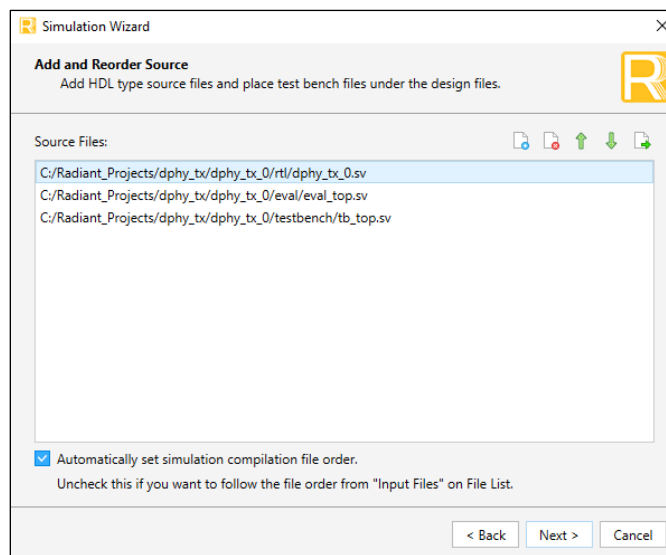 Simulation Wizard
Add and Reorder Source
Add HDL type source files and place test bench files under the design files.
Source Files:
C:/Radiant_Projects/dphy_tx/dphy_tx_0/rtl/dphy_tx_0.sv
C:/Radiant_Projects/dphy_tx/dphy_tx_0/eval/eval_top.sv
C:/Radiant_Projects/dphy_tx/dphy_tx_0/testbench/tb_top.sv
Automatically set simulation compilation file order.
Uncheck this if you want to follow the file order from "Input Files" on File List.
< Back Next > Cancel